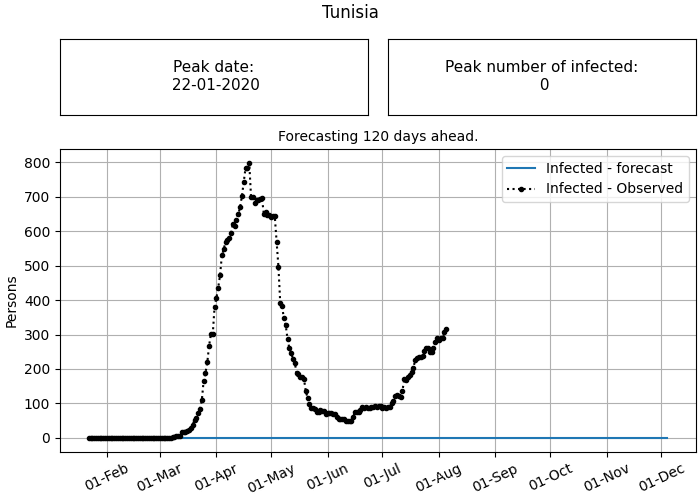 Tunisia
Peak date:
22-01-2020
Peak number of infected:
0
Forecasting 120 days ahead.
Infected - forecast
Infected - Observed
Persons
800
700
600
500
400
300
200
100
0
01-Feb
01-Mar
01-Apr
01-May
01-Jun
01-Jul
01-Aug
01-Sep
01-Oct
01-Nov
01-Dec